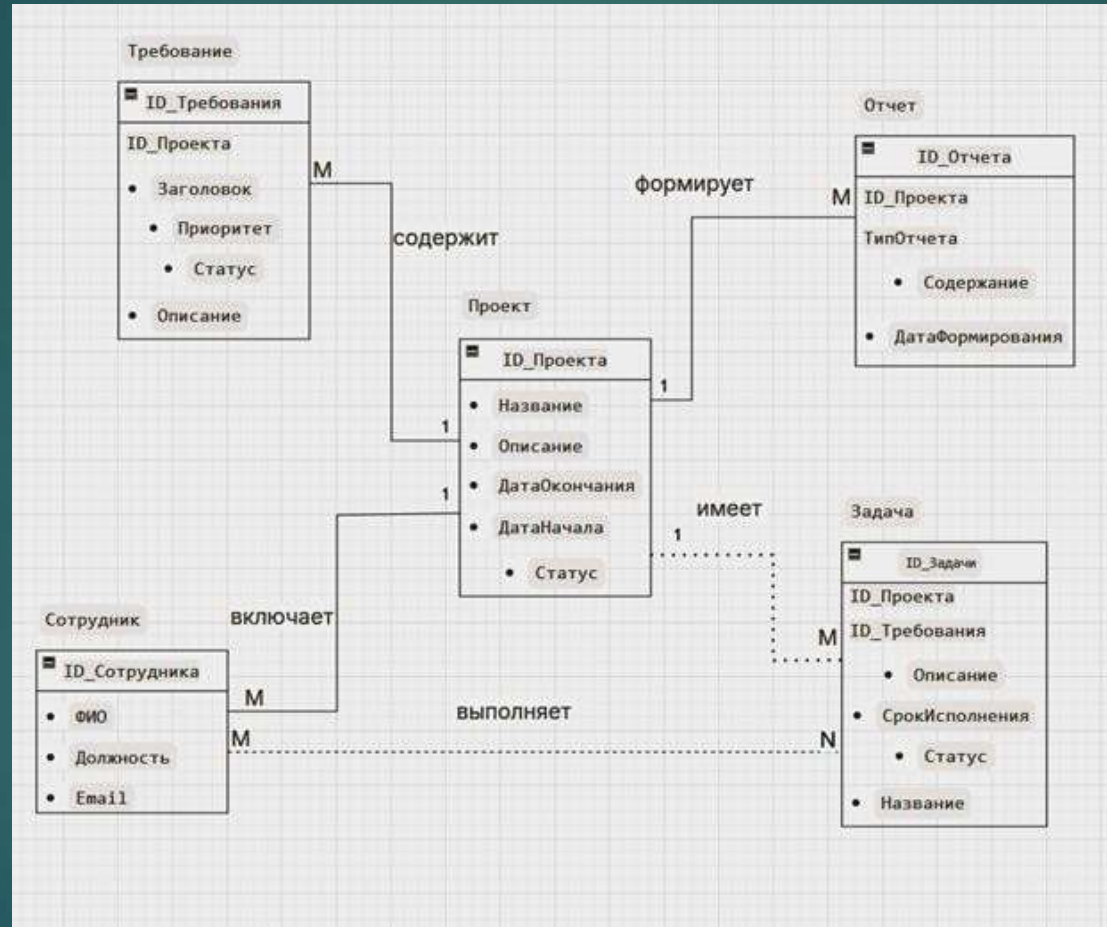 Требование
ID_Требования
ID_Проекта
Заголовок
Приоритет
Статус
Описание
M
содержит
1
формирует
Отчет
ID_Отчета
M
ID_Проекта
ТипОтчета
Содержание
ДатаФормирования
Проект
ID_Проекта
1
Название
Описание
ДатаОкончания
ДатаНачала
Статус
1
имеет
1
Задача
ID_Задачи
ID_Проекта
M
ID_Требования
Описание
СрокИсполнения
Статус
Название
Сотрудник
включает
ID_Сотрудника
ФИО
Должность
Email
M
M
выполняет
N